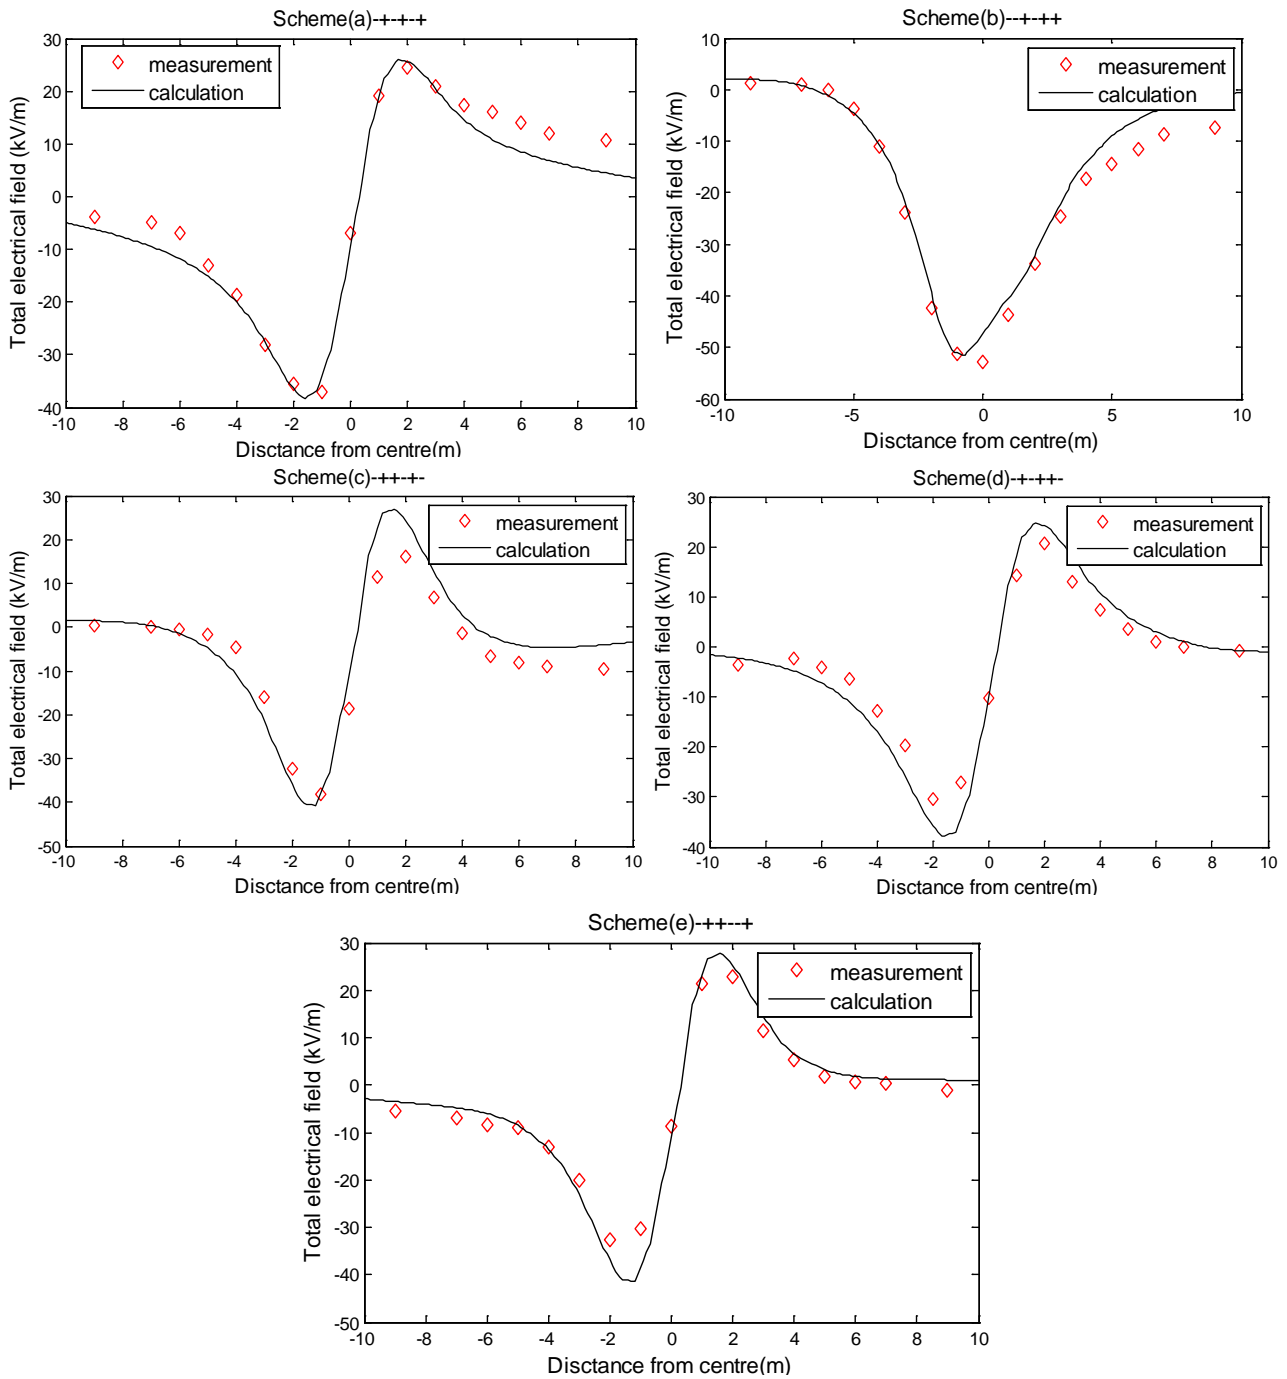 Scheme(a)-+-+-+
30
20
10
0
-10
-20
-30
-40
-10 -8 -6 -4 -2 0 2 4 6 8 10
Total electrical field (kV/m)
Disctance from centre(m)
measurement
calculation
Scheme(b)--+-++
10
0
-10
-20
-30
-40
-50
-60
-10 -5 0 5 10
Total electrical field (kV/m)
Disctance from centre(m)
measurement
calculation
Scheme(c)-++-+-
30
20
10
0
-10
-20
-30
-40
-50
-10 -8 -6 -4 -2 0 2 4 6 8 10
Total electrical field (kV/m)
Disctance from centre(m)
measurement
calculation
Scheme(d)-+-++-
30
20
10
0
-10
-20
-30
-40
-10 -8 -6 -4 -2 0 2 4 6 8 10
Total electrical field (kV/m)
Disctance from centre(m)
measurement
calculation
Scheme(e)-++--+
30
20
10
0
-10
-20
-30
-40
-50
-10 -8 -6 -4 -2 0 2 4 6 8 10
Total electrical field (kV/m)
Disctance from centre(m)
measurement
calculation